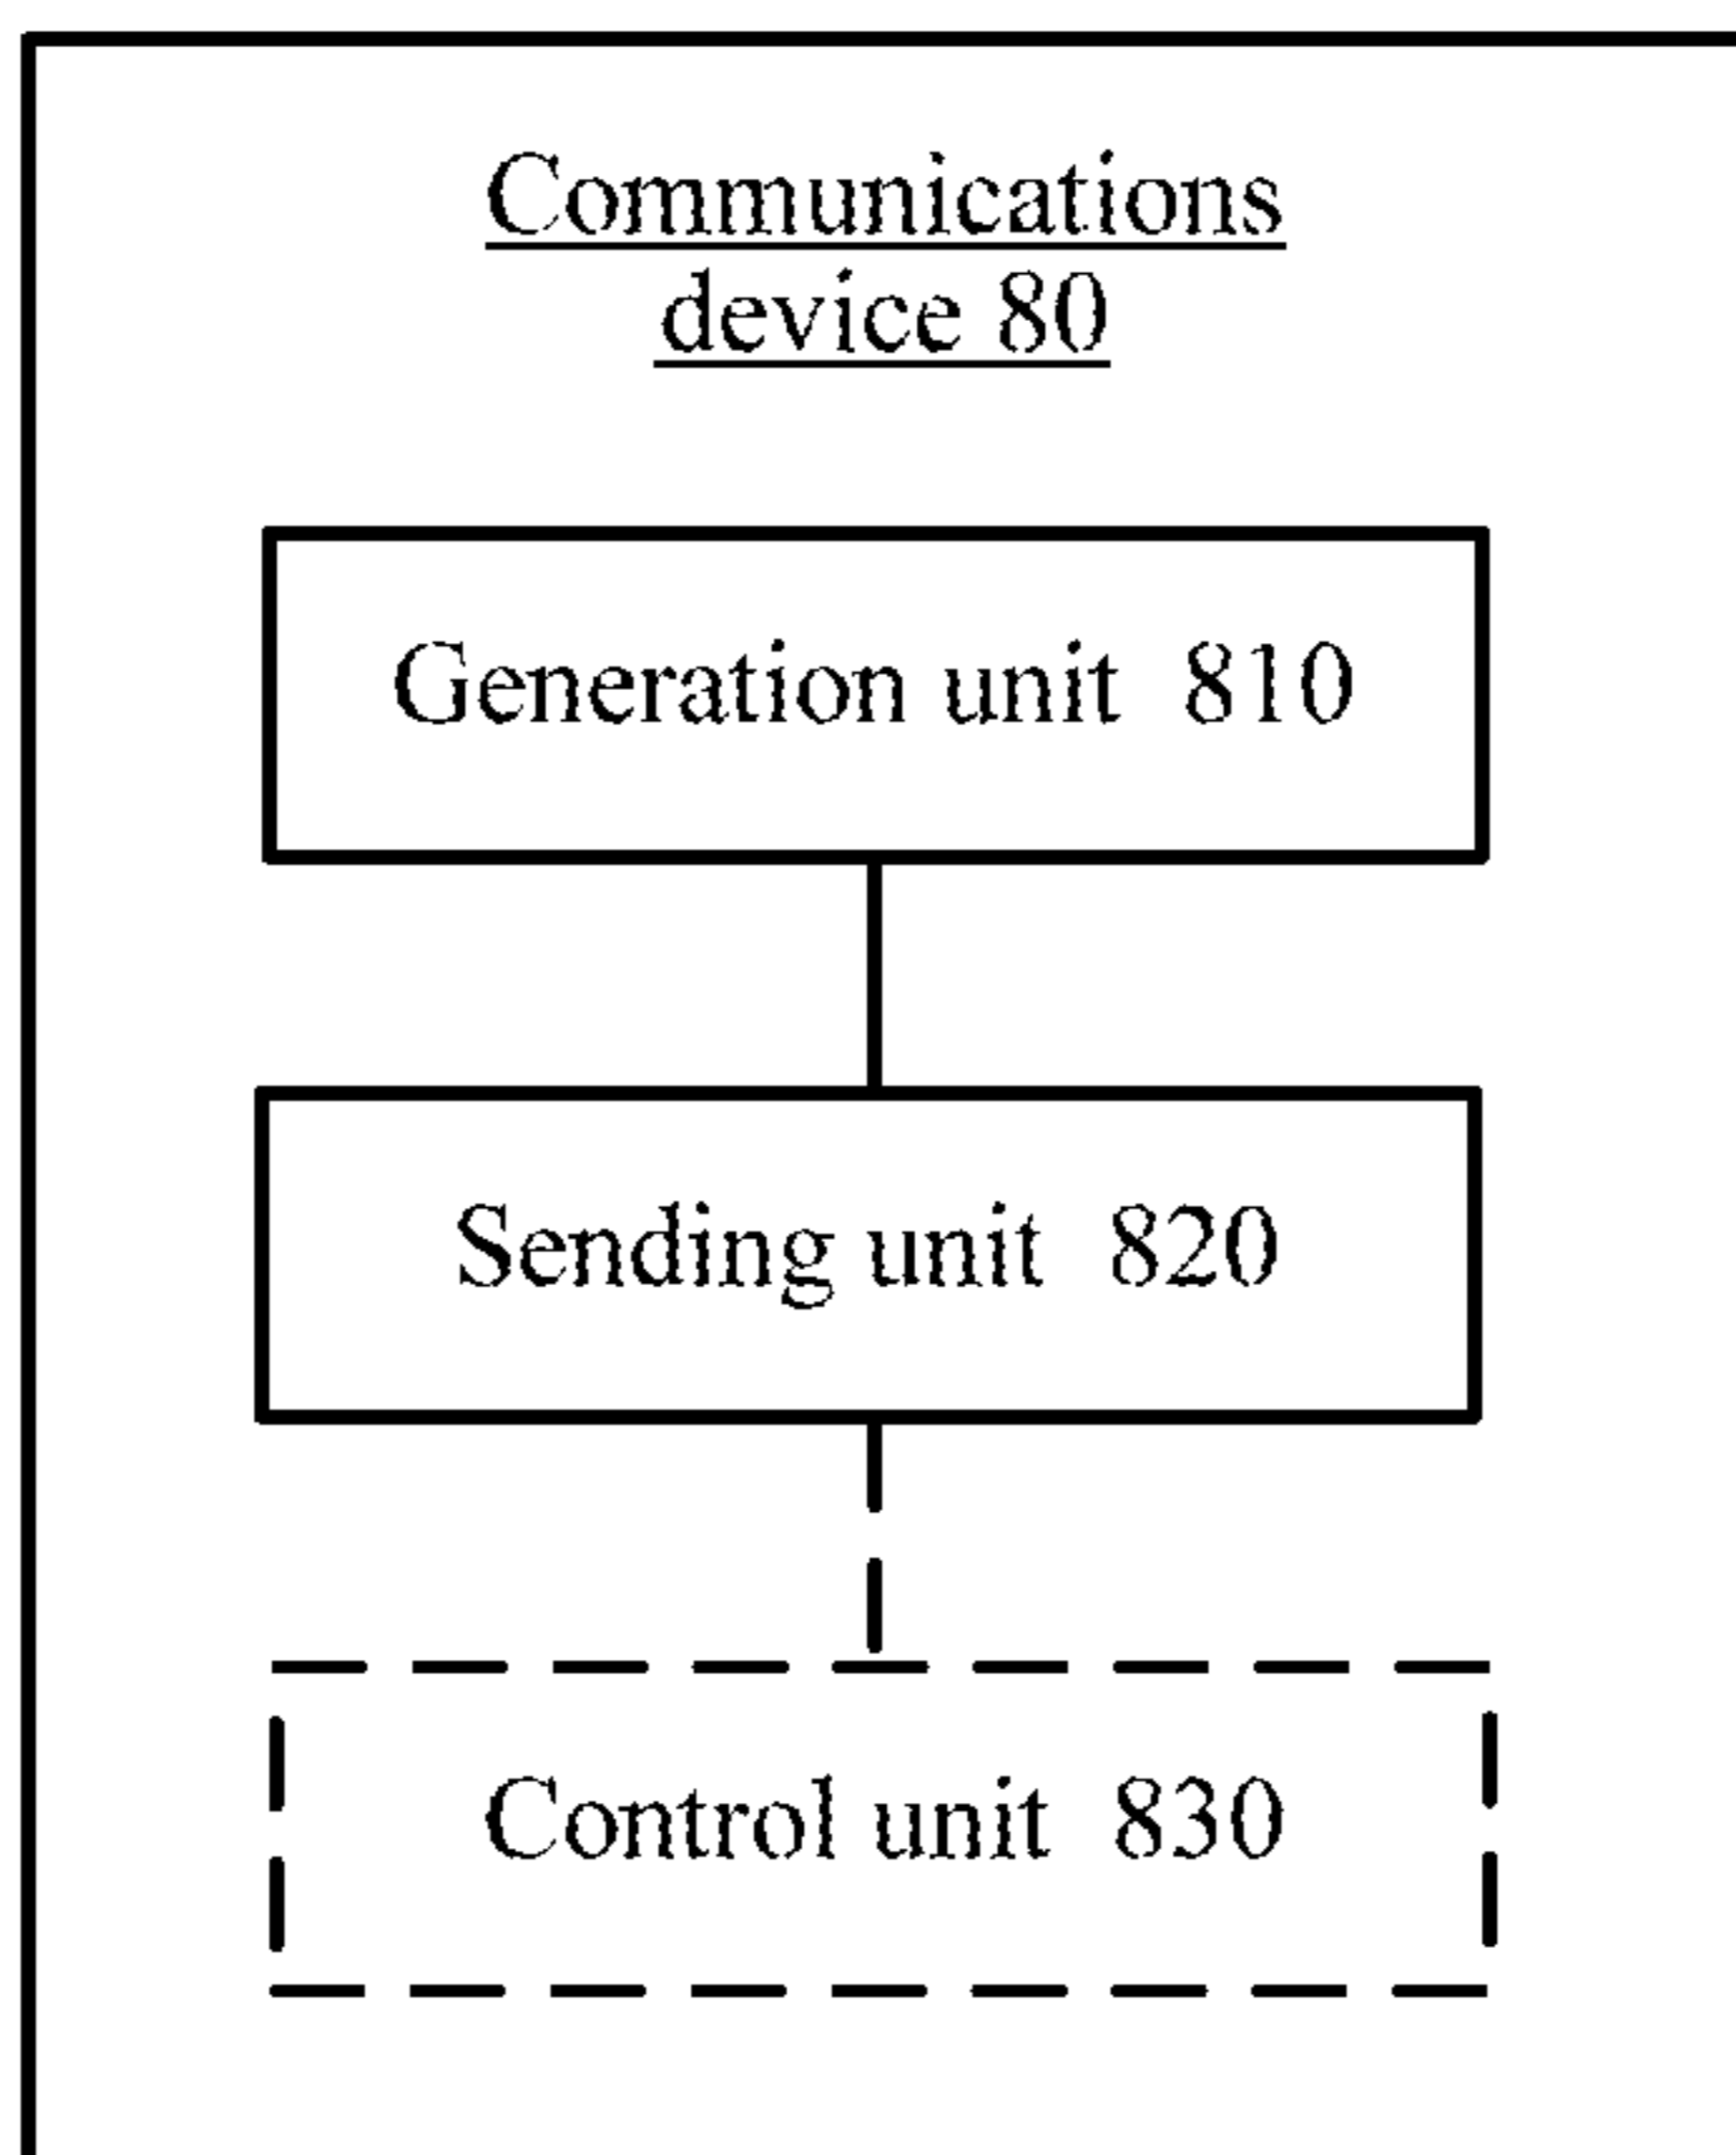 Communications
device 80
Generation unit 810
Sending unit 820
Control unit 830